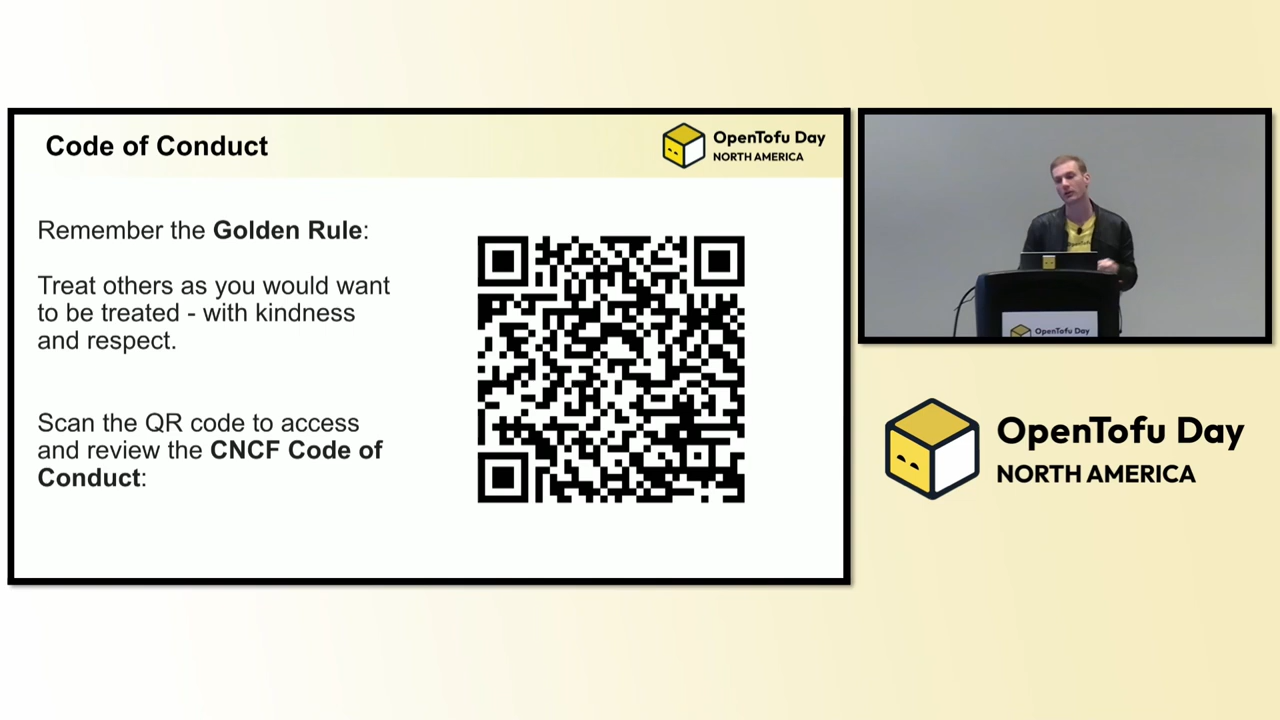 Code of Conduct
OpenTofu Day
NORTH AMERICA
Remember the Golden Rule:
Treat others as you would want
to be treated - with kindness
and respect.
Scan the QR code to access
and review the CNCF Code of
Conduct:
OpenTofu Day
OpenTofu Day
NORTH AMERICA